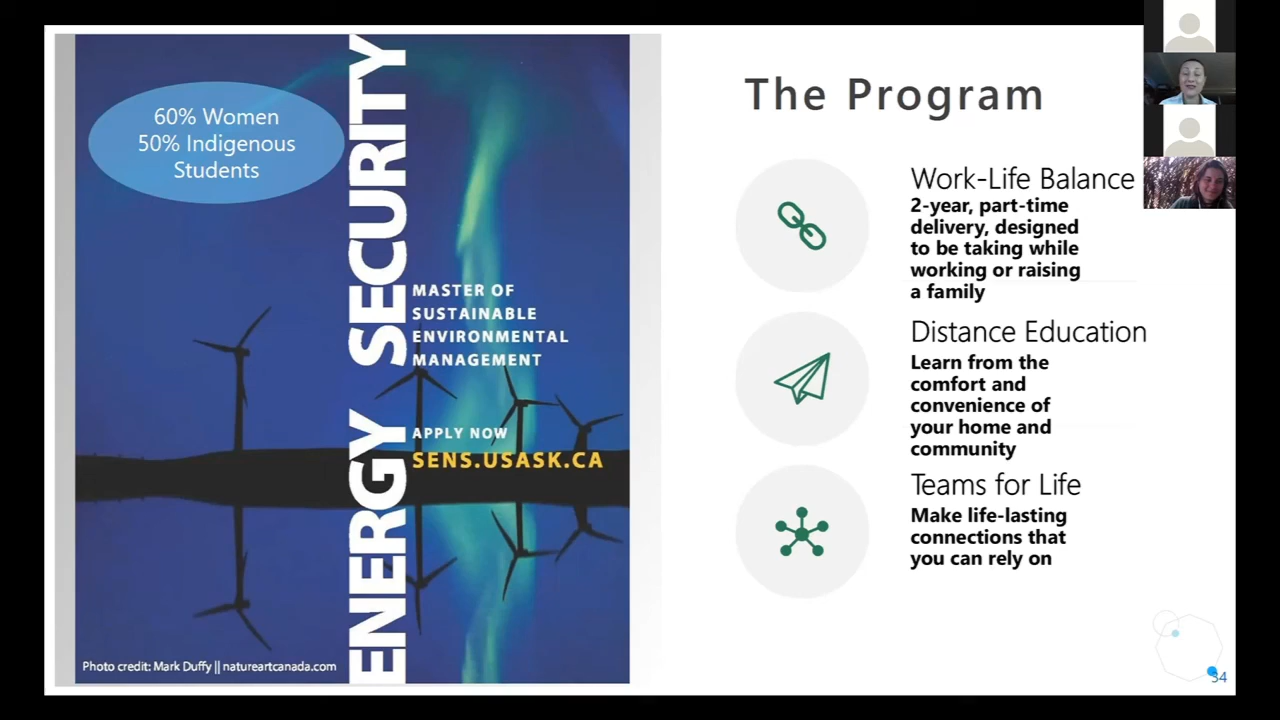 60% Women
50% Indigenous
Students
ENERGY SECURITY
MASTER OF
SUSTAINABLE
ENVIRONMENTAL
MANAGEMENT
APPLY NOW
SENS.USASK.CA
Photo credit: Mark Duffy || natureartcanada.com
The Program
Work-Life Balance
2-year, part-time
delivery, designed
to be taking while
working or raising
a family
Distance Education
Learn from the
comfort and
convenience of
your home and
community
Teams for Life
Make life-lasting
connections that
you can rely on
34